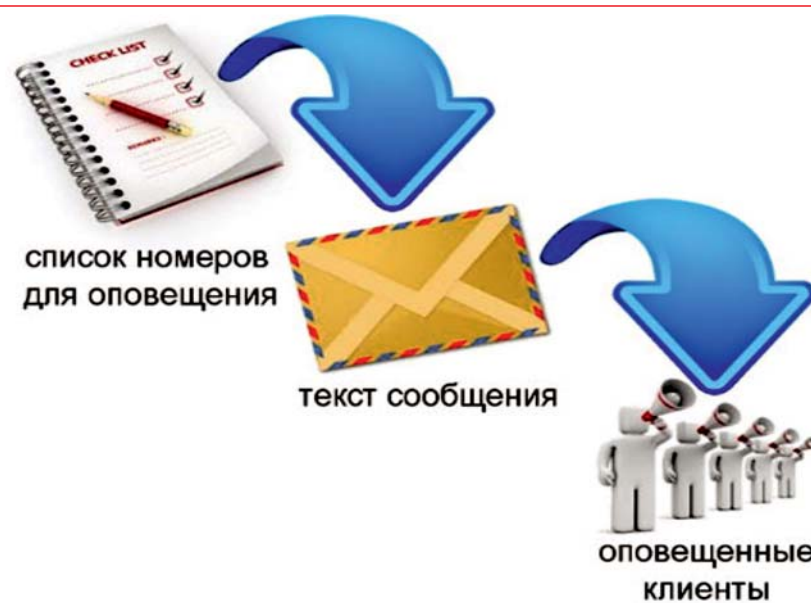 CHECK LIST
список номеров
для оповещения
текст сообщения
оповещенные
клиенты